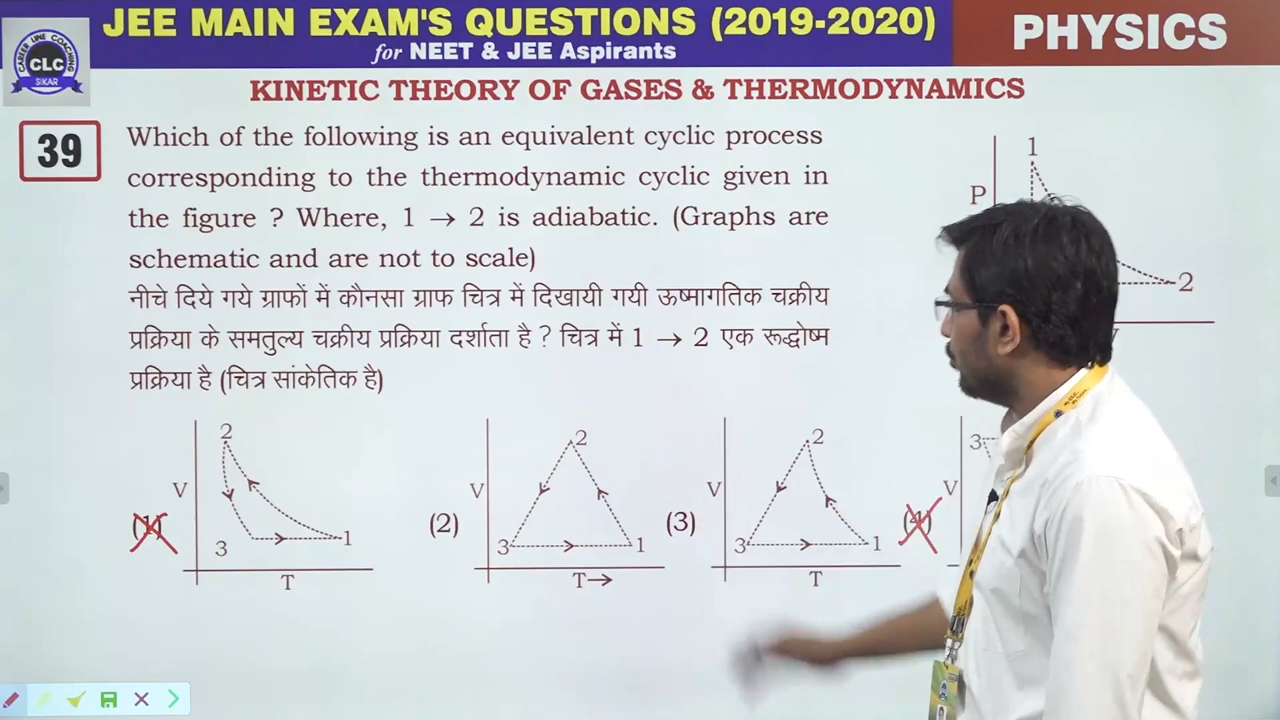 JEE MAIN EXAM'S QUESTIONS (2019-2020)
for NEET & JEE Aspirants
PHYSICS
CAREER LINE COACHING
CLC
SIKAR
KINETIC THEORY OF GASES & THERMODYNAMICS
39
Which of the following is an equivalent cyclic process
corresponding to the thermodynamic cyclic given in
the figure ? Where, 1 → 2 is adiabatic. (Graphs are
schematic and are not to scale)
नीचे दिये गये ग्राफों में कौनसा ग्राफ चित्र में दिखायी गयी ऊष्मागतिक चक्रीय
प्रक्रिया के समतुल्य चक्रीय प्रक्रिया दर्शाता है ? चित्र में 1 → 2 एक रूद्धोष्म
प्रक्रिया है (चित्र सांकेतिक है)
1
P
2
(1)
V
2
3
1
T
(2)
V
2
3
1
T→
(3)
V
2
3
1
T
(4)
V
3